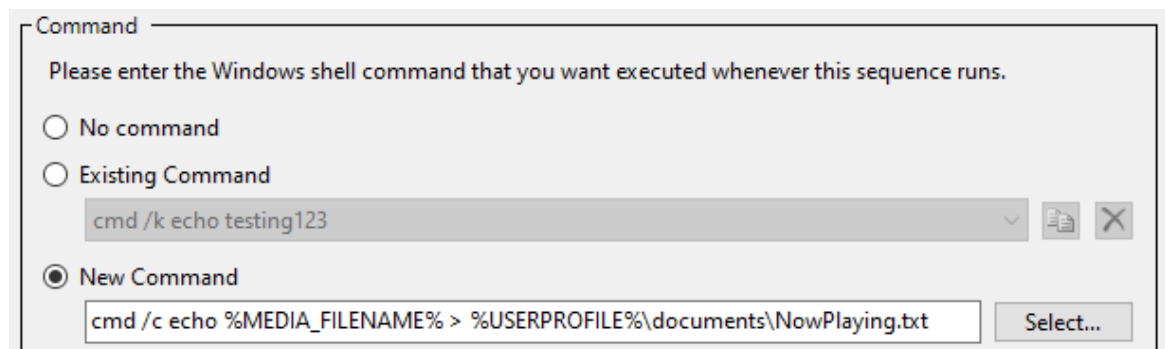 Command
Please enter the Windows shell command that you want executed whenever this sequence runs.
No command
Existing Command
cmd /k echo testing123
New Command
cmd /c echo %MEDIA_FILENAME% > %USERPROFILE%\documents\NowPlaying.txt
Select...